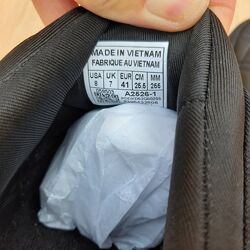 MADE IN VIETNAM
FABRIQUE AU VIETNAM
USA UK EUR CM MM
8 7 41 25.5 255
A2526-1